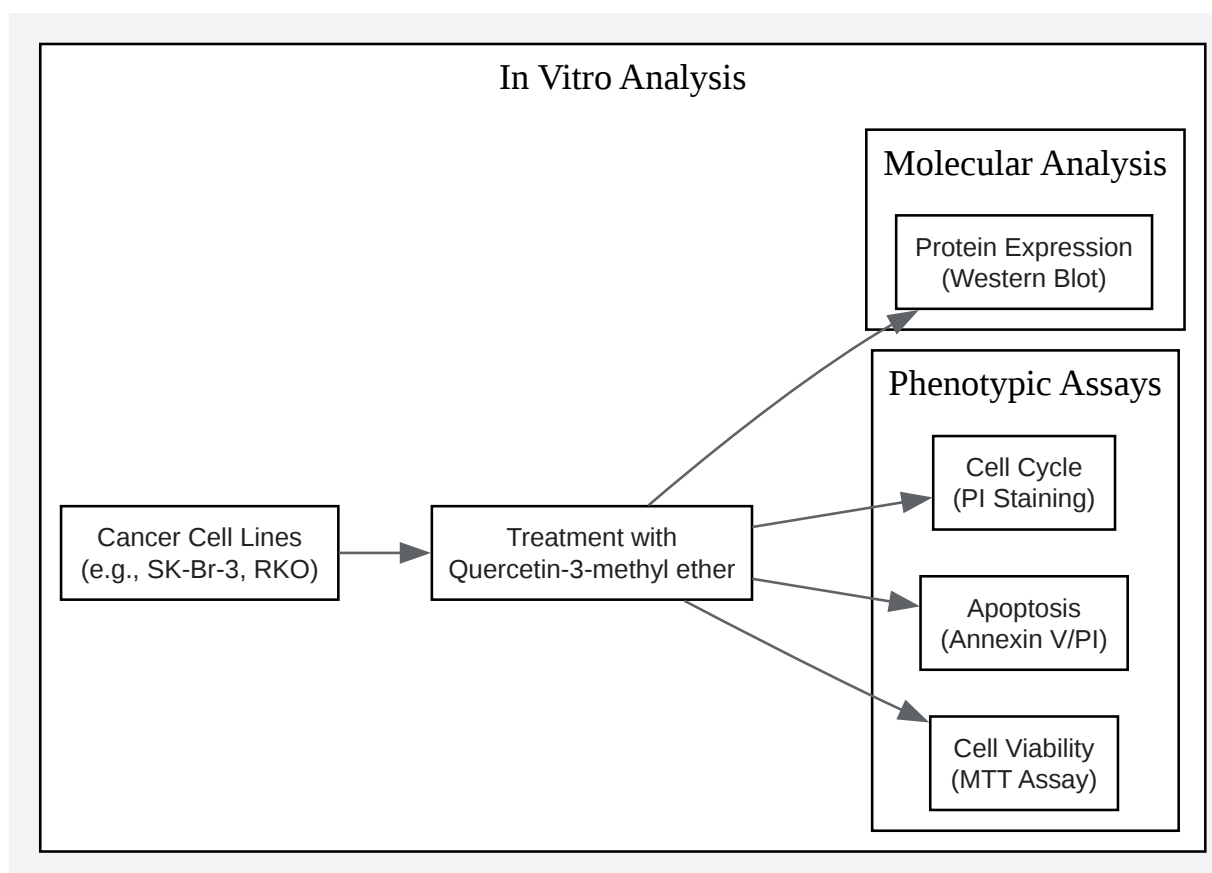 In Vitro Analysis
Molecular Analysis
Protein Expression
(Western Blot)
Phenotypic Assays
Cell Cycle
(PI Staining)
Cancer Cell Lines
(e.g., SK-Br-3, RKO)
Treatment with
Quercetin-3-methyl ether
Apoptosis
(Annexin V/PI)
Cell Viability
(MTT Assay)